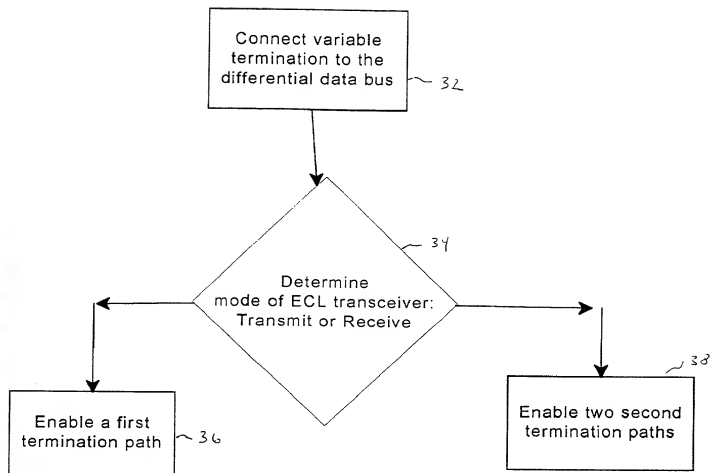 Connect variable
termination to the
differential data bus
32
34
Determine
mode of ECL transceiver:
Transmit or Receive
38
Enable a first
termination path
36
Enable two second
termination paths